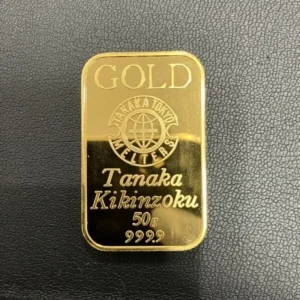 GOLD
TANAKA TOKYO
MELTERS
Tanaka
Kikinzoku
50g
999.9